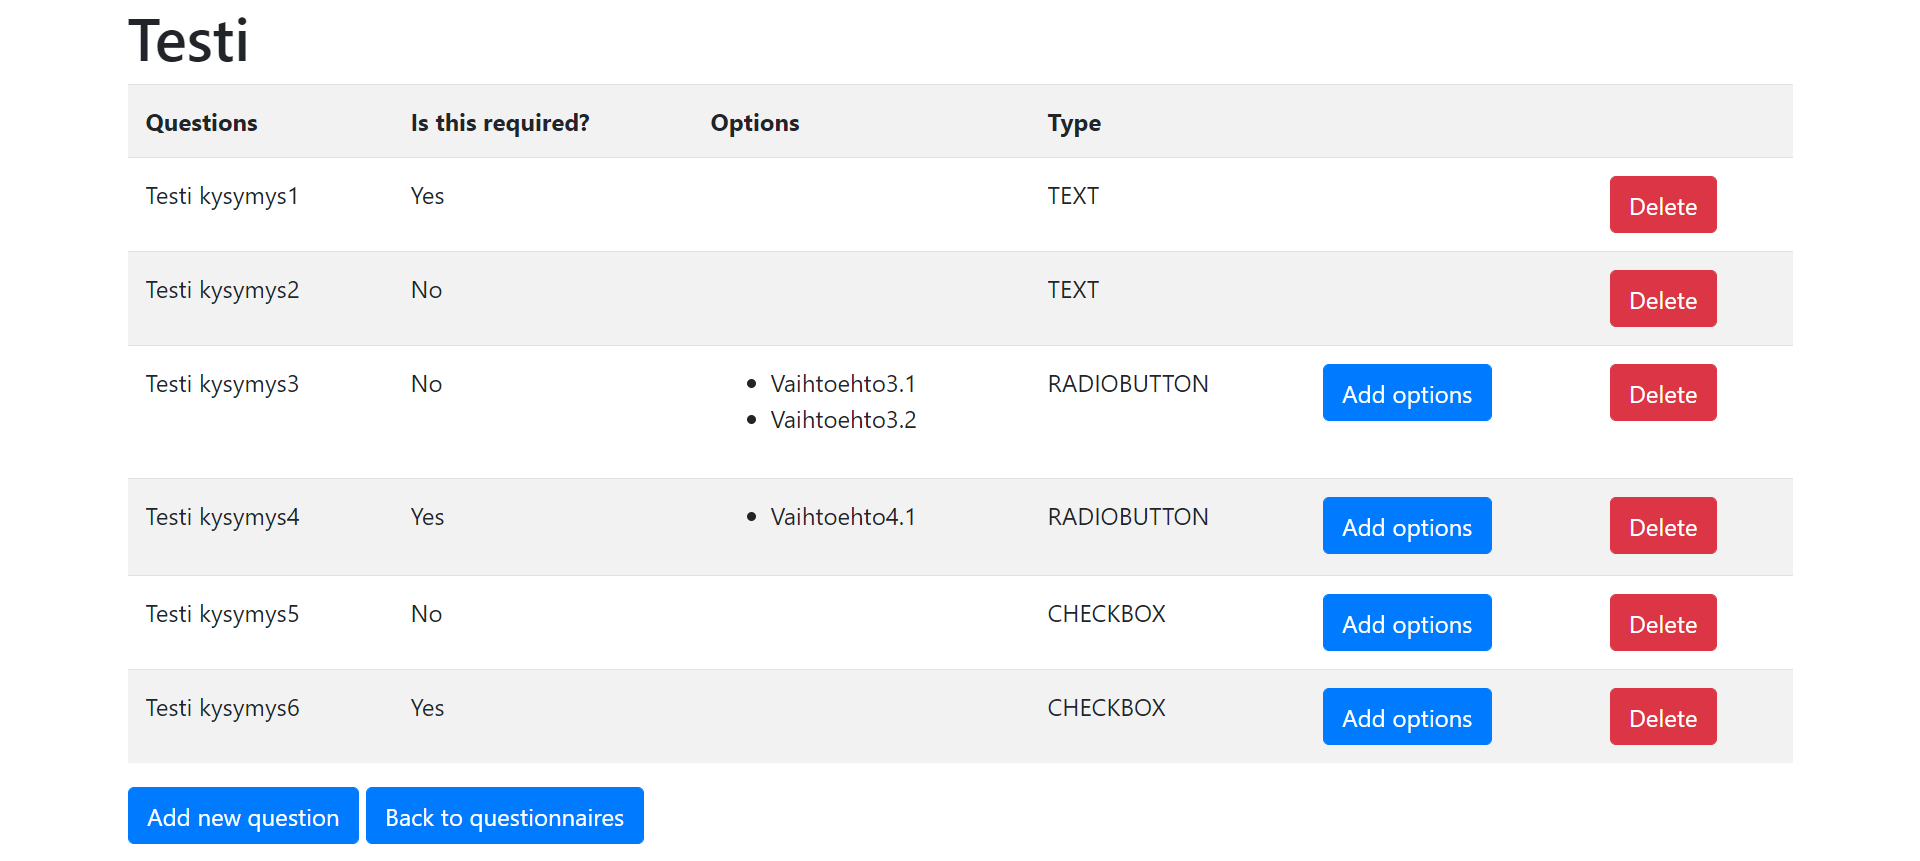 Testi
Questions Is this required? Options Type
Testi kysymys1 Yes TEXT Delete
Testi kysymys2 No TEXT Delete
Testi kysymys3 No Vaihtoehto3.1 RADIOBUTTON Add options Delete
Vaihtoehto3.2
Testi kysymys4 Yes Vaihtoehto4.1 RADIOBUTTON Add options Delete
Testi kysymys5 No CHECKBOX Add options Delete
Testi kysymys6 Yes CHECKBOX Add options Delete
Add new question Back to questionnaires